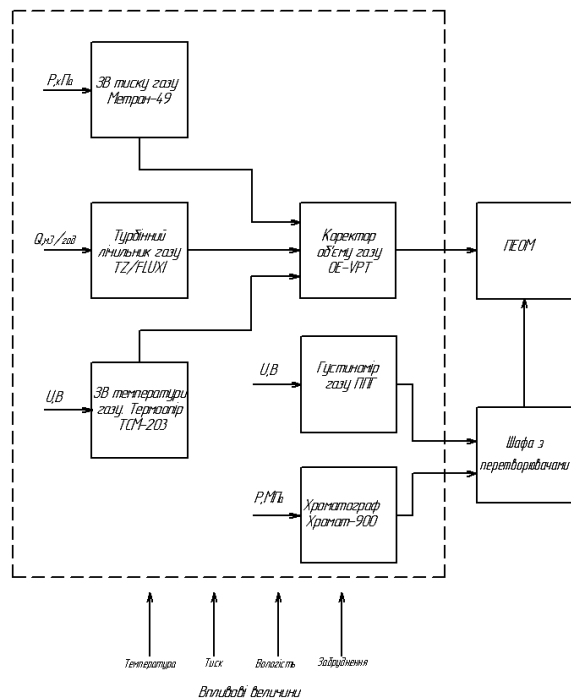 P,кПа
ЗВ тиску газу
Метран-49
Q,м3/год
Турбінний
лічильник газу
TZ/FLUXI
Коректор
об'єму газу
OE-VPT
ПЕОМ
U,В
ЗВ температури
газу. Термоопір
ТСМ-203
U,В
Густиномір
газу ППГ
Шафа з
перетворювачами
P,МПа
Хроматограф
Хромат-900
Температура
Тиск
Вологість
Забруднення
Впливові величини